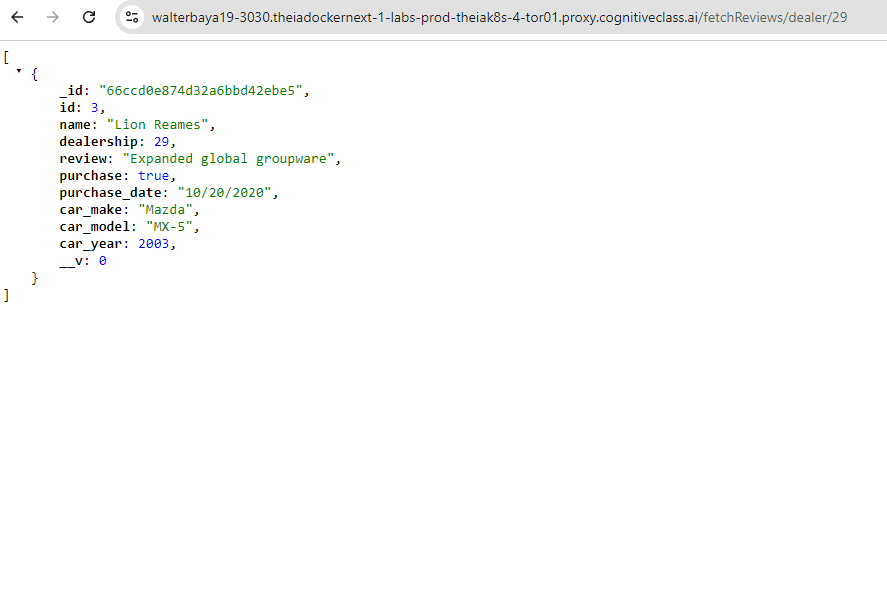 walterbaya19-3030.theiadockernext-1-labs-prod-theiak8s-4-tor01.proxy.cognitiveclass.ai/fetchReviews/dealer/29
[
{
_id: "66ccd0e874d32a6bbd42ebe5",
id: 3,
name: "Lion Reames",
dealership: 29,
review: "Expanded global groupware",
purchase: true,
purchase_date: "10/20/2020",
car_make: "Mazda",
car_model: "MX-5",
car_year: 2003,
__v: 0
}
]